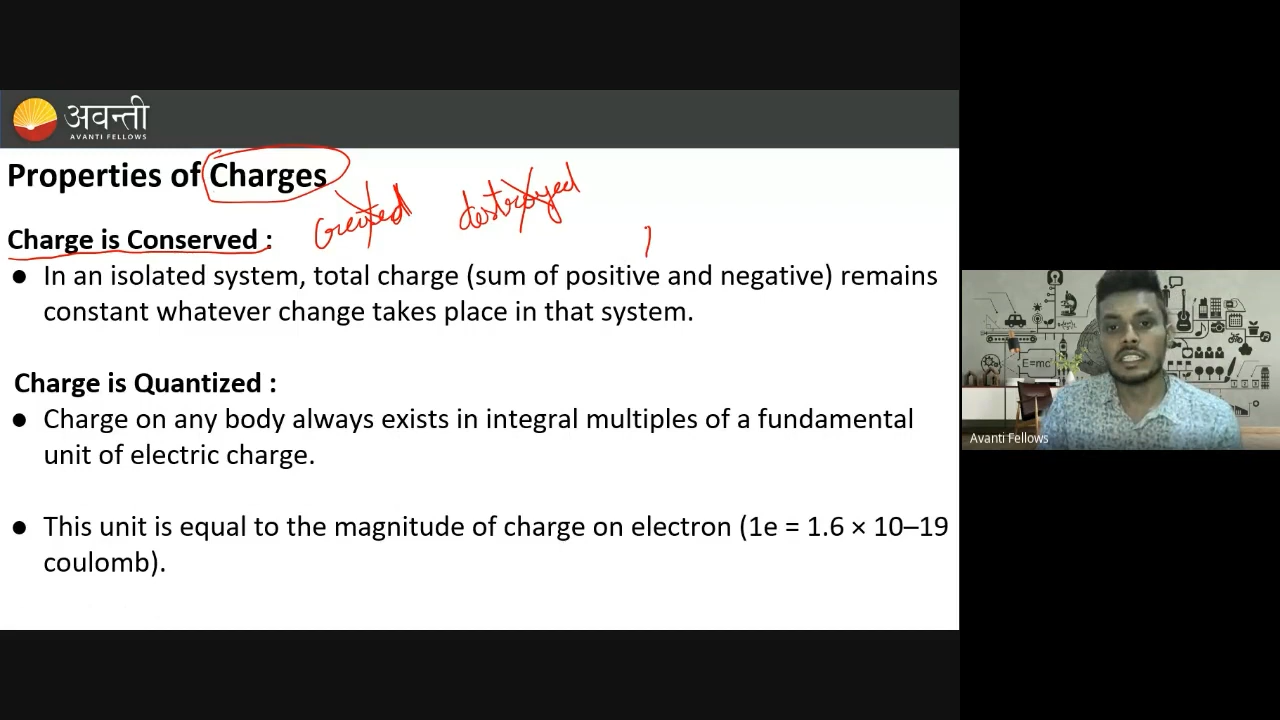 अवन्ती
AVANTI FELLOWS
Properties of Charges
created destroyed
Charge is Conserved :
● In an isolated system, total charge (sum of positive and negative) remains
constant whatever change takes place in that system.
Charge is Quantized :
● Charge on any body always exists in integral multiples of a fundamental
unit of electric charge.
● This unit is equal to the magnitude of charge on electron (1e = 1.6 × 10–19
coulomb).
E=mc²
Avanti Fellows